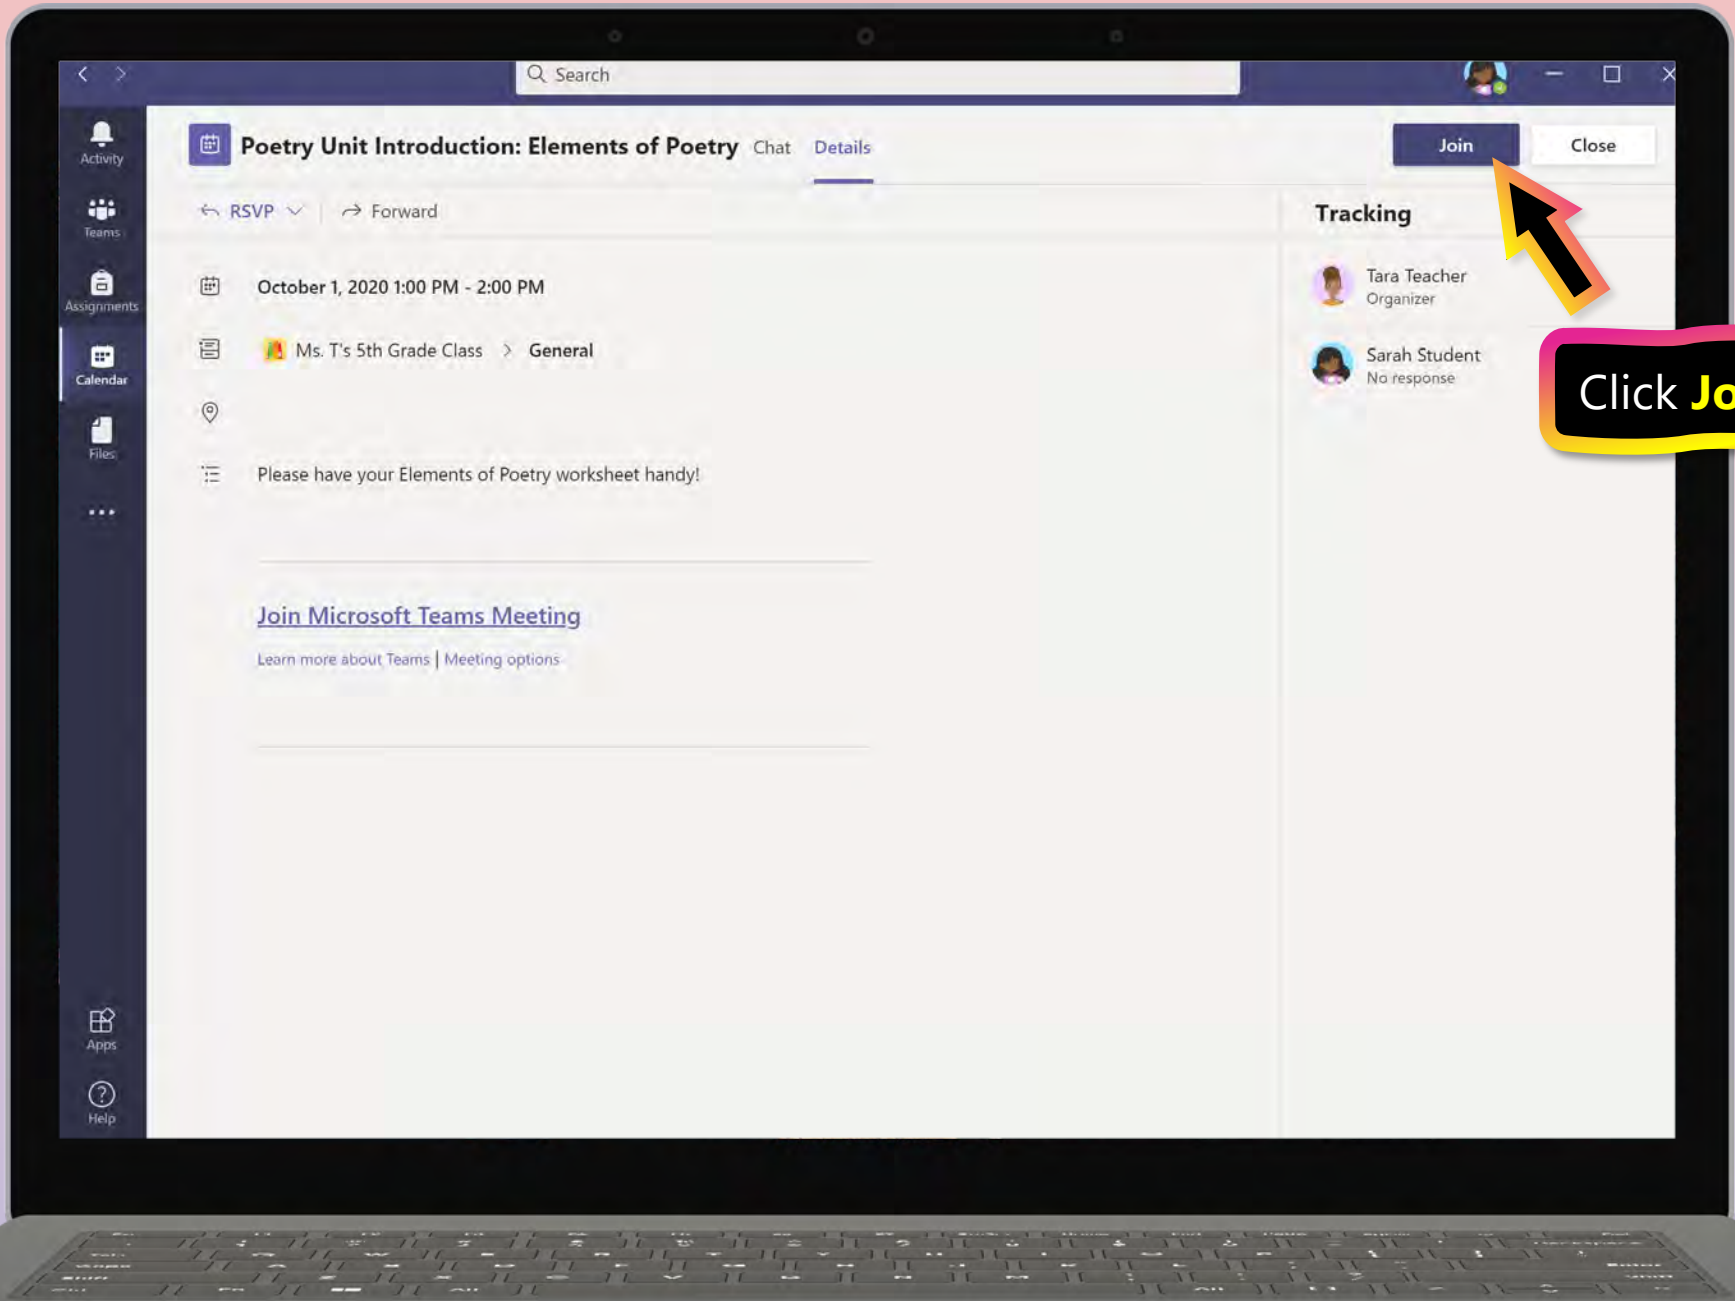 Search
Activity
Teams
Assignments
Calendar
Files
Apps
Help
Poetry Unit Introduction: Elements of Poetry Chat Details
Join Close
RSVP Forward
October 1, 2020 1:00 PM - 2:00 PM
Ms. T's 5th Grade Class > General
Please have your Elements of Poetry worksheet handy!
Join Microsoft Teams Meeting
Learn more about Teams | Meeting options
Tracking
Tara Teacher
Organizer
Sarah Student
No response
Click Jo